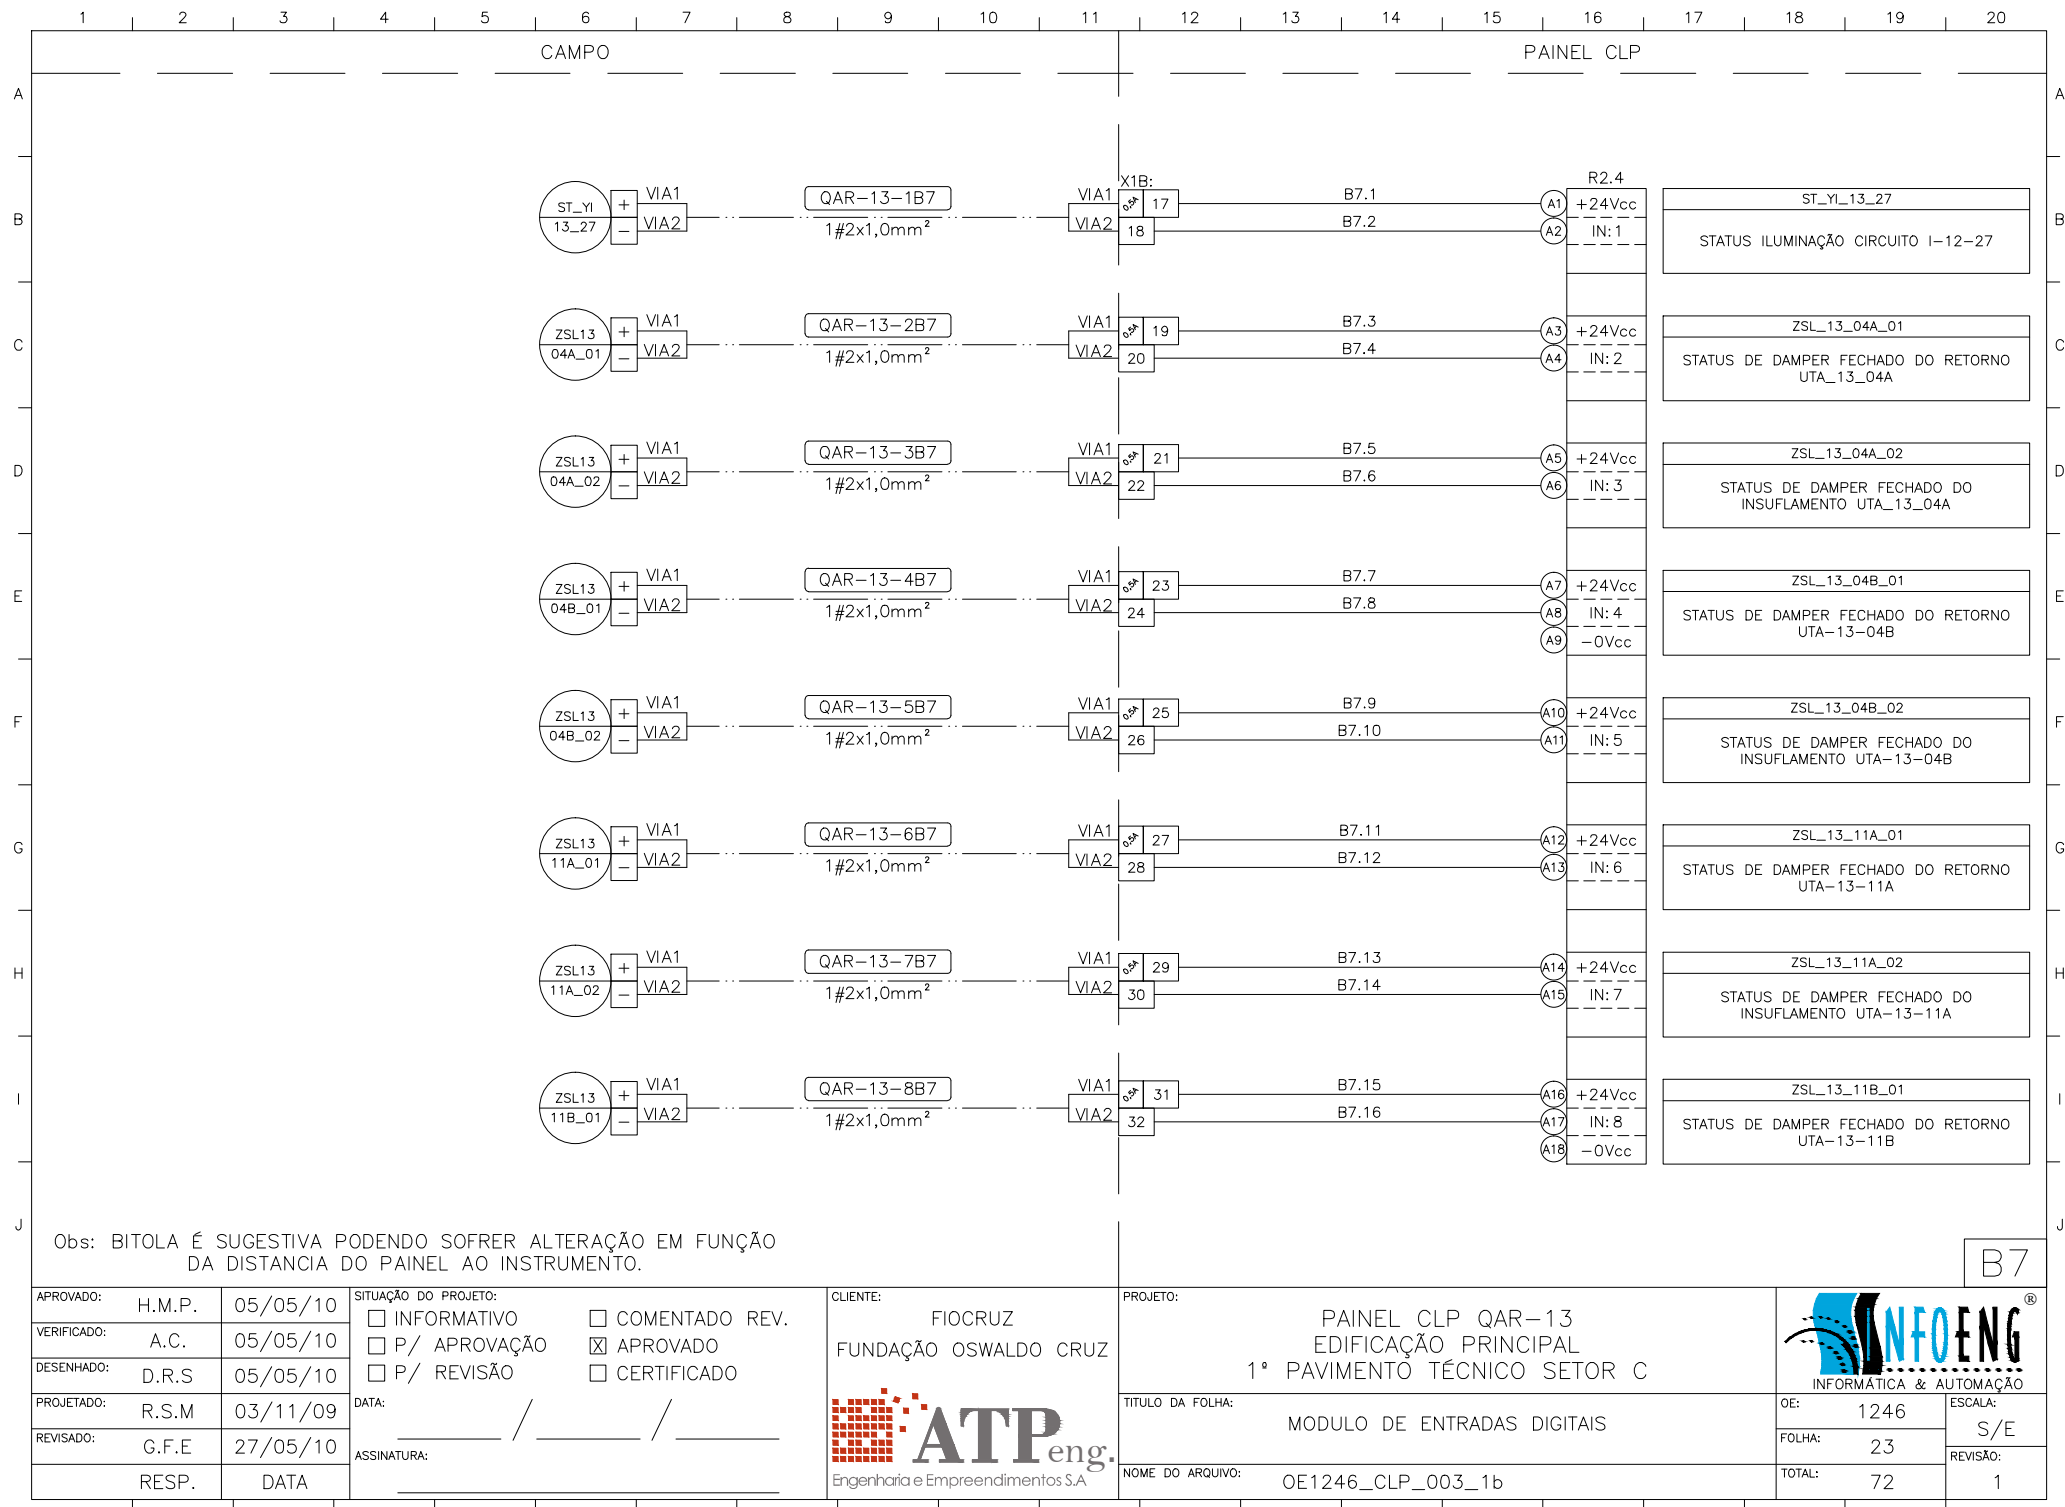 1 2 3 4 5 6 7 8 9 10 11 12 13 14 15 16 17 18 19 20
CAMPO
PAINEL CLP
A A
X1B:
R2.4
B B
ST_YI
13_27
+
−
VIA1
VIA2
QAR−13−1B7
1#2x1,0mm²
VIA1
VIA2
0,5A 17
18
B7.1
B7.2
A1 +24Vcc
A2 IN:1
ST_YI_13_27
STATUS ILUMINAÇÃO CIRCUITO I−12−27
C C
ZSL13
04A_01
+
−
VIA1
VIA2
QAR−13−2B7
1#2x1,0mm²
VIA1
VIA2
0,5A 19
20
B7.3
B7.4
A3 +24Vcc
A4 IN:2
ZSL_13_04A_01
STATUS DE DAMPER FECHADO DO RETORNO
UTA_13_04A
D D
ZSL13
04A_02
+
−
VIA1
VIA2
QAR−13−3B7
1#2x1,0mm²
VIA1
VIA2
0,5A 21
22
B7.5
B7.6
A5 +24Vcc
A6 IN:3
ZSL_13_04A_02
STATUS DE DAMPER FECHADO DO
INSUFLAMENTO UTA_13_04A
E E
ZSL13
04B_01
+
−
VIA1
VIA2
QAR−13−4B7
1#2x1,0mm²
VIA1
VIA2
0,5A 23
24
B7.7
B7.8
A7 +24Vcc
A8 IN:4
A9 −0Vcc
ZSL_13_04B_01
STATUS DE DAMPER FECHADO DO RETORNO
UTA−13−04B
F F
ZSL13
04B_02
+
−
VIA1
VIA2
QAR−13−5B7
1#2x1,0mm²
VIA1
VIA2
0,5A 25
26
B7.9
B7.10
A10 +24Vcc
A11 IN:5
ZSL_13_04B_02
STATUS DE DAMPER FECHADO DO
INSUFLAMENTO UTA−13−04B
G G
ZSL13
11A_01
+
−
VIA1
VIA2
QAR−13−6B7
1#2x1,0mm²
VIA1
VIA2
0,5A 27
28
B7.11
B7.12
A12 +24Vcc
A13 IN:6
ZSL_13_11A_01
STATUS DE DAMPER FECHADO DO RETORNO
UTA−13−11A
H H
ZSL13
11A_02
+
−
VIA1
VIA2
QAR−13−7B7
1#2x1,0mm²
VIA1
VIA2
0,5A 29
30
B7.13
B7.14
A14 +24Vcc
A15 IN:7
ZSL_13_11A_02
STATUS DE DAMPER FECHADO DO
INSUFLAMENTO UTA−13−11A
I I
ZSL13
11B_01
+
−
VIA1
VIA2
QAR−13−8B7
1#2x1,0mm²
VIA1
VIA2
0,5A 31
32
B7.15
B7.16
A16 +24Vcc
A17 IN:8
A18 −0Vcc
ZSL_13_11B_01
STATUS DE DAMPER FECHADO DO RETORNO
UTA−13−11B
J J
Obs: BITOLA É SUGESTIVA PODENDO SOFRER ALTERAÇÃO EM FUNÇÃO
DA DISTANCIA DO PAINEL AO INSTRUMENTO.
B7
APROVADO: H.M.P. 05/05/10
VERIFICADO: A.C. 05/05/10
DESENHADO: D.R.S 05/05/10
PROJETADO: R.S.M 03/11/09
REVISADO: G.F.E 27/05/10
RESP. DATA
SITUAÇÃO DO PROJETO:
INFORMATIVO COMENTADO REV.
P/ APROVAÇÃO X APROVADO
P/ REVISÃO CERTIFICADO
DATA: / /
ASSINATURA:
CLIENTE:
FIOCRUZ
FUNDAÇÃO OSWALDO CRUZ
ATPeng.
Engenharia e Empreendimentos S.A
PROJETO:
PAINEL CLP QAR−13
EDIFICAÇÃO PRINCIPAL
1º PAVIMENTO TÉCNICO SETOR C
TITULO DA FOLHA:
MODULO DE ENTRADAS DIGITAIS
NOME DO ARQUIVO: OE1246_CLP_003_1b
INFOENG ®
INFORMÁTICA & AUTOMAÇÃO
OE: 1246
FOLHA: 23
TOTAL: 72
ESCALA:
S/E
REVISÃO:
1